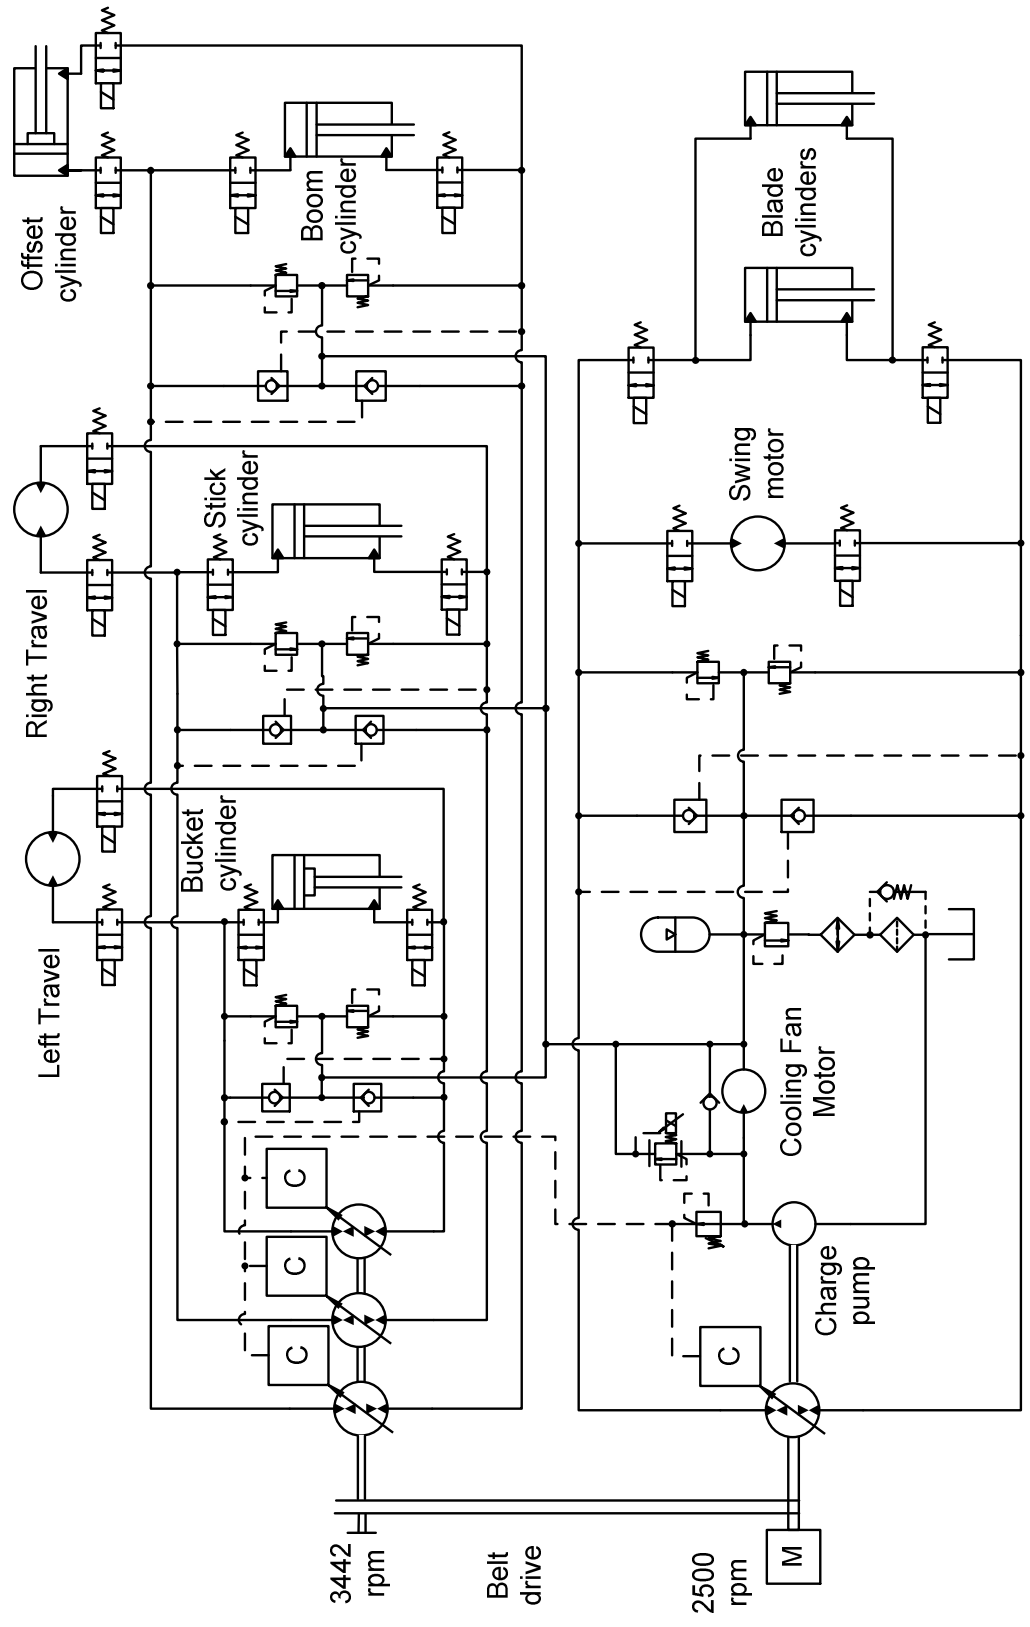 Offset
cylinder
Boom
cylinder
Blade
cylinders
Right Travel
Stick
cylinder
Swing
motor
Left Travel
Bucket
cylinder
Cooling Fan
Motor
C
C
C
C
Charge
pump
3442
rpm
Belt
drive
2500
rpm
M